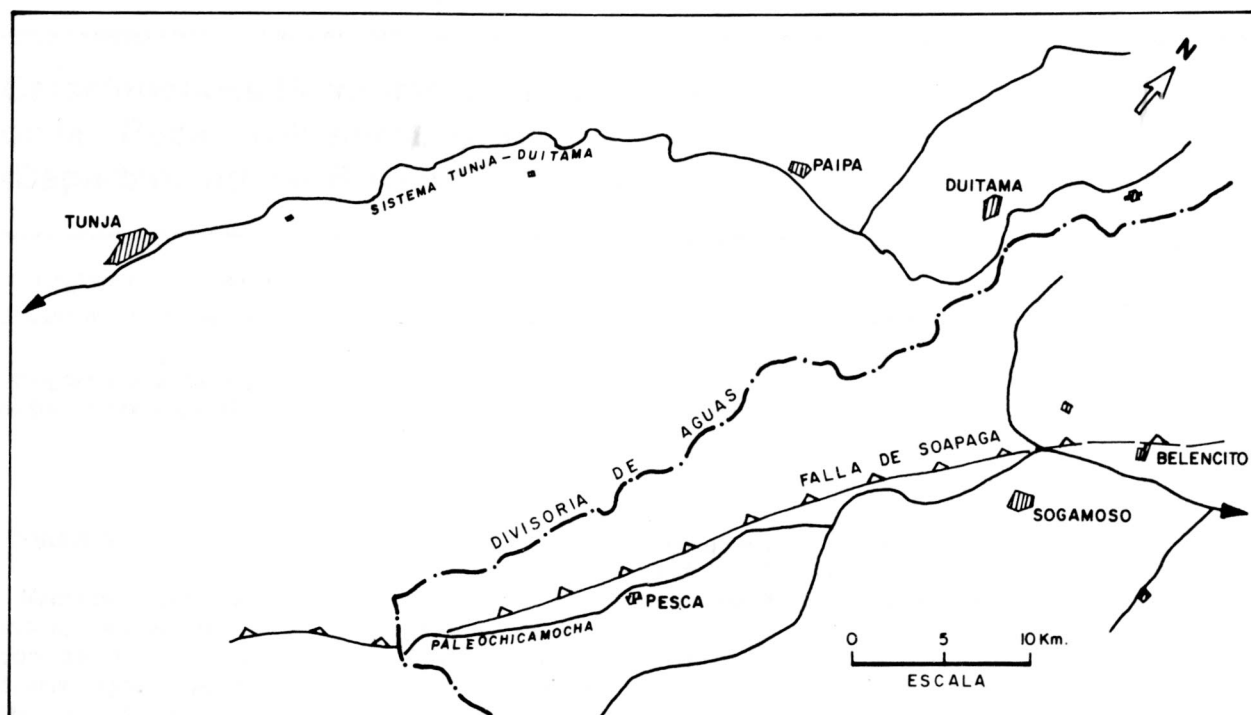 N
PAIPA
SISTEMA TUNJA-DUITAMA
DUITAMA
TUNJA
DIVISORIA DE AGUAS
FALLA DE SOAPAGA
BELENCITO
SOGAMOSO
PESCA
PALEOCHICAMOCHA
0 5 10 Km.
ESCALA